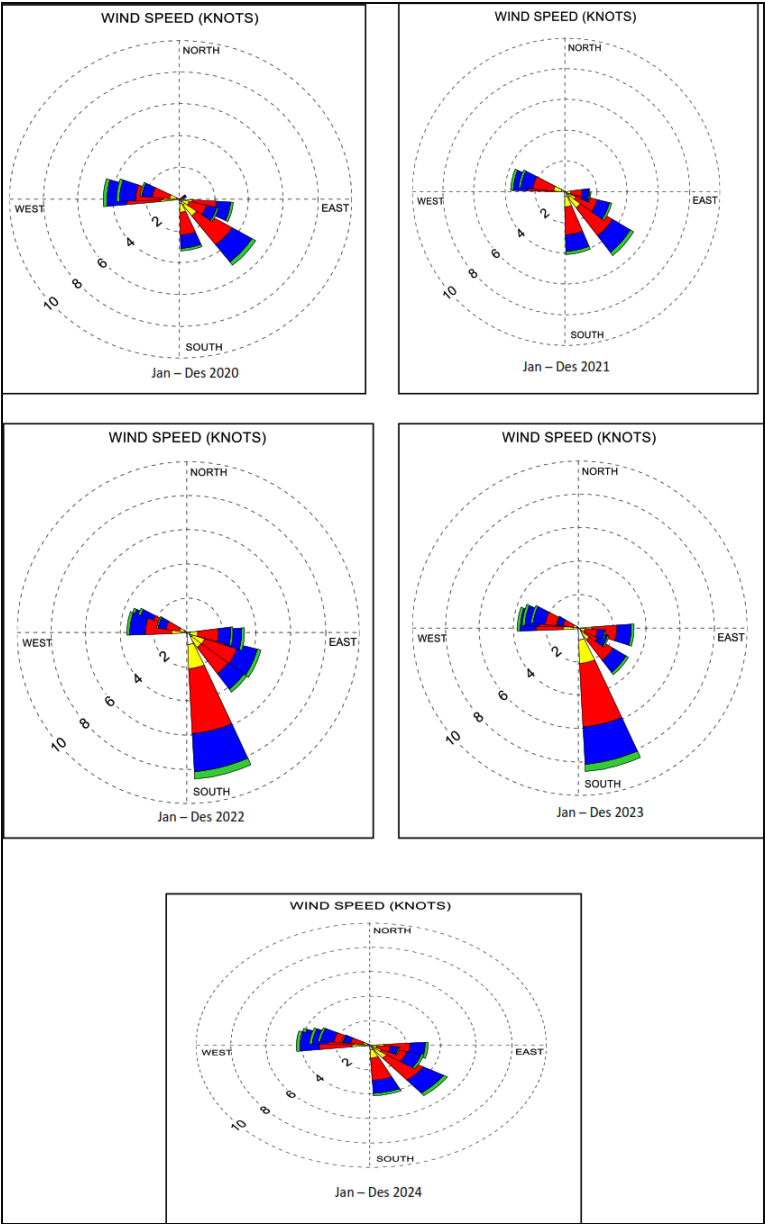 WIND SPEED (KNOTS)
NORTH
WEST
EAST
2
4
6
8
10
SOUTH
Jan – Des 2020
WIND SPEED (KNOTS)
NORTH
WEST
EAST
2
4
6
8
10
SOUTH
Jan – Des 2021
WIND SPEED (KNOTS)
NORTH
WEST
EAST
2
4
6
8
10
SOUTH
Jan – Des 2022
WIND SPEED (KNOTS)
NORTH
WEST
EAST
2
4
6
8
10
SOUTH
Jan – Des 2023
WIND SPEED (KNOTS)
NORTH
WEST
EAST
2
4
6
8
10
SOUTH
Jan – Des 2024